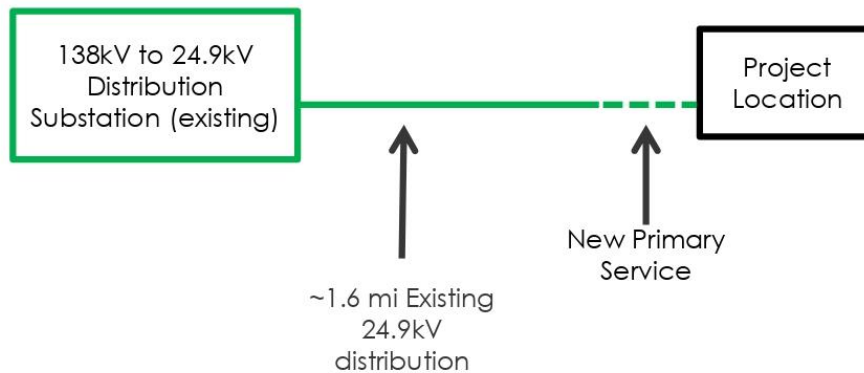 138kV to 24.9kV
Distribution
Substation (existing)
Project
Location
New Primary
Service
~1.6 mi Existing
24.9kV
distribution